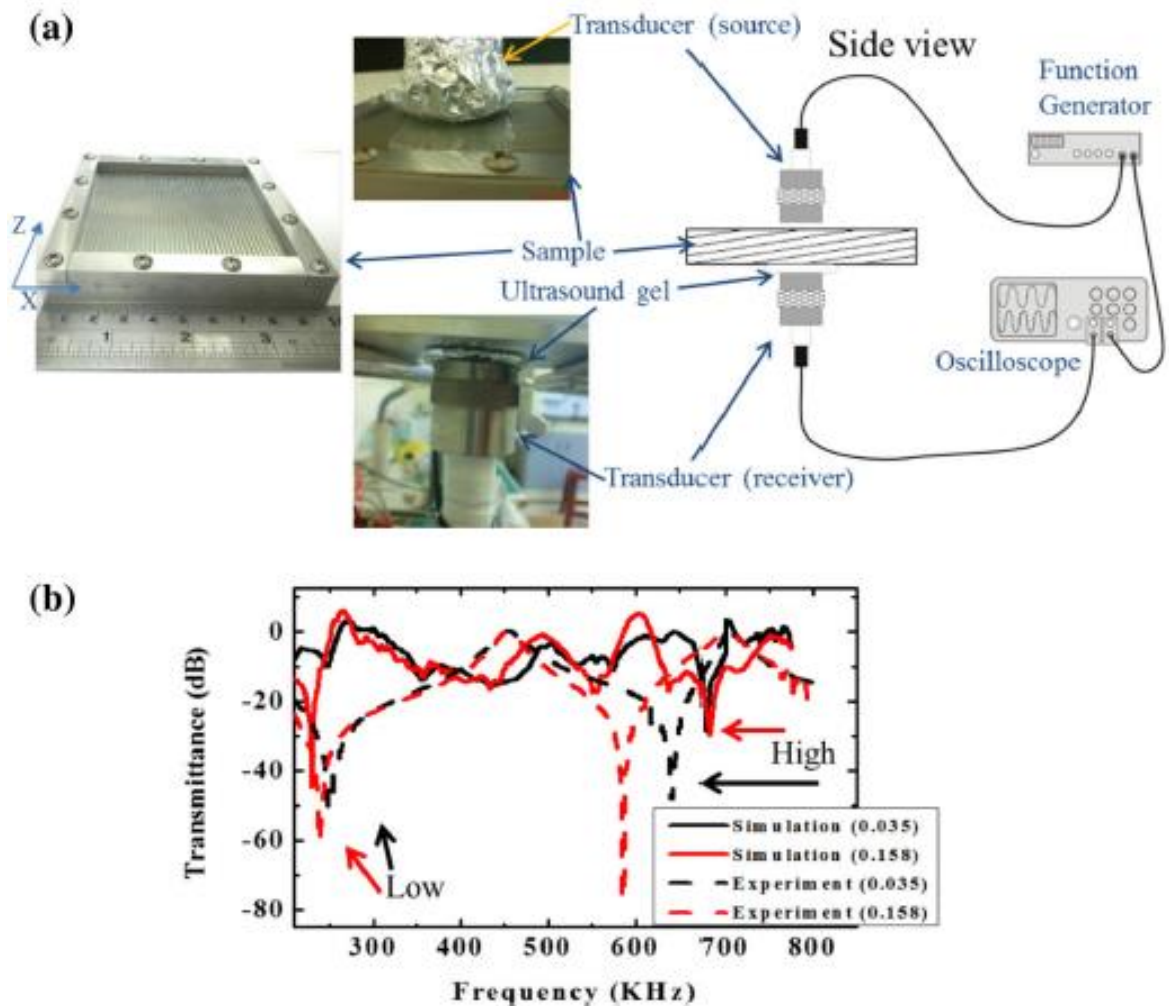 (a)
Transducer (source)
Side view
Function
Generator
Z
X
Sample
Ultrasound gel
1 2 3
Oscilloscope
Transducer (receiver)
(b)
Transmittance (dB)
0
-20
-40
-60
-80
High
Low
Simulation (0.035)
Simulation (0.158)
Experiment (0.035)
Experiment (0.158)
300 400 500 600 700 800
Frequency (KHz)